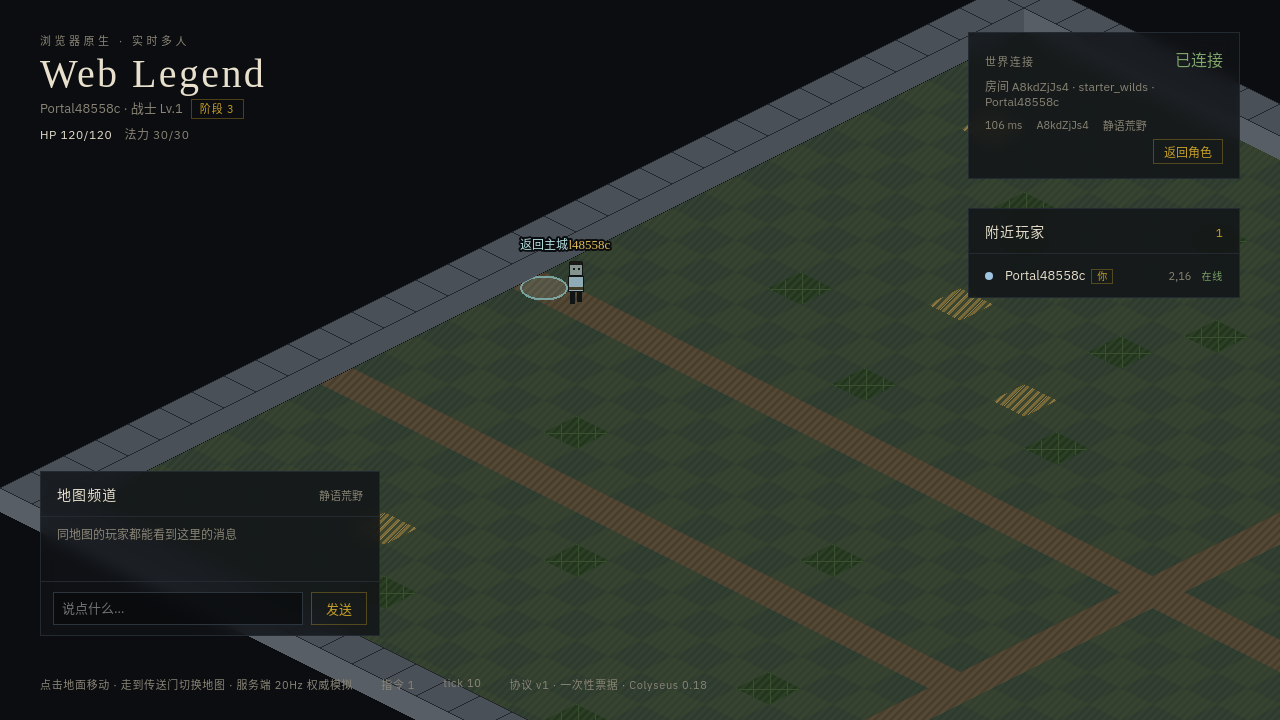 浏览器原生 · 实时多人
Web Legend
Portal48558c · 战士 Lv.1 阶段 3
HP 120/120 法力 30/30
世界连接 已连接
房间 A8kdZjJs4 · starter_wilds ·
Portal48558c
106 ms A8kdZjJs4 静语荒野
返回角色
附近玩家 1
Portal48558c 你 2,16 在线
返回主城 l48558c
地图频道 静语荒野
同地图的玩家都能看到这里的消息
说点什么... 发送
点击地面移动 · 走到传送门切换地图 · 服务端 20Hz 权威模拟 指令 1 tick 10 协议 v1 · 一次性票据 · Colyseus 0.18